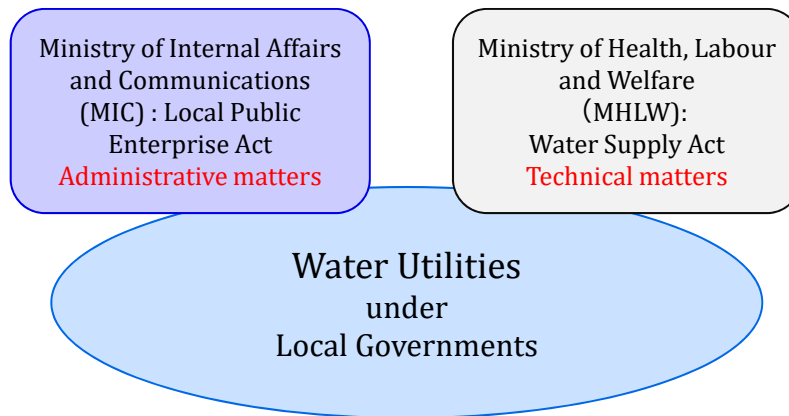 Ministry of Internal Affairs
and Communications
(MIC) : Local Public
Enterprise Act
Administrative matters
Ministry of Health, Labour
and Welfare
（MHLW):
Water Supply Act
Technical matters
Water Utilities
under
Local Governments